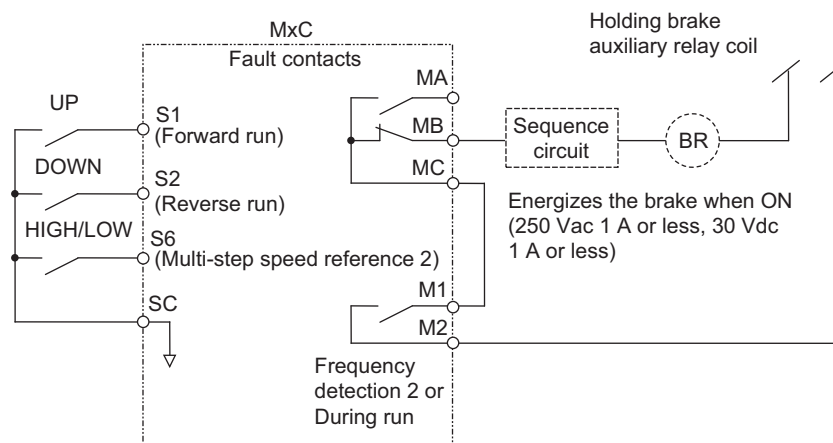 MxC
Fault contacts
Holding brake
auxiliary relay coil
UP
S1
(Forward run)
DOWN
S2
(Reverse run)
HIGH/LOW
S6
(Multi-step speed reference 2)
SC
MA
MB
MC
Sequence
circuit
BR
Energizes the brake when ON
(250 Vac 1 A or less, 30 Vdc
1 A or less)
M1
M2
Frequency
detection 2 or
During run